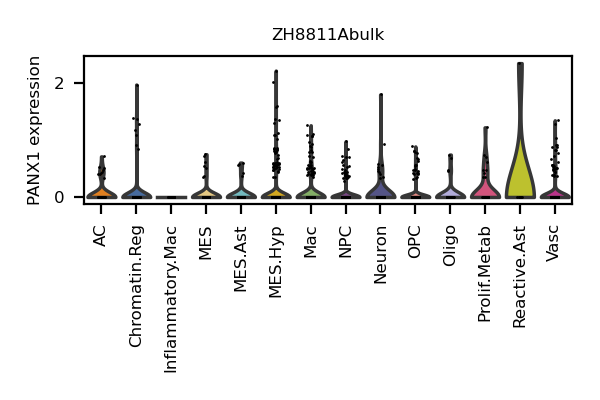 ZH8811Abulk
PANX1 expression
2
0
AC
Chromatin.Reg
Inflammatory.Mac
MES
MES.Ast
MES.Hyp
Mac
NPC
Neuron
OPC
Oligo
Prolif.Metab
Reactive.Ast
Vasc